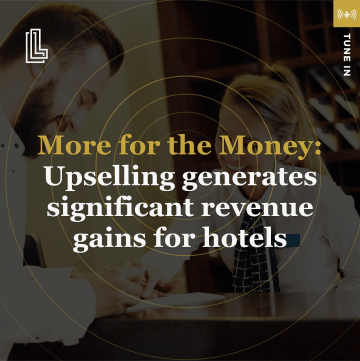 TUNE IN
More for the Money:
Upselling generates
significant revenue
gains for hotels